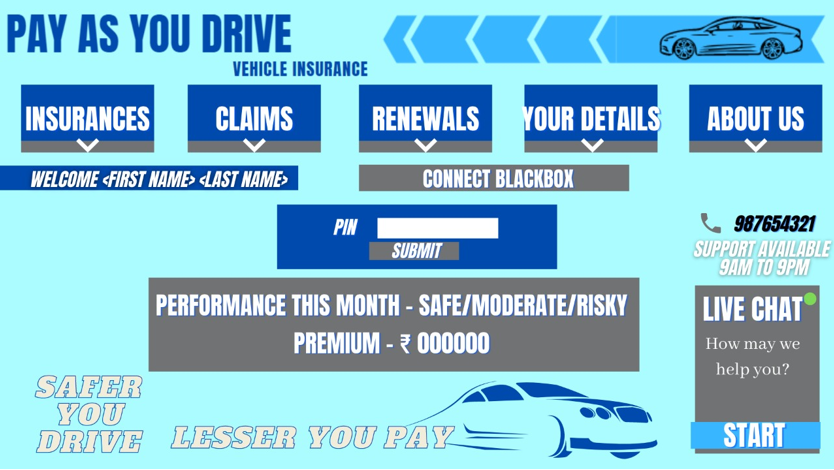 PAY AS YOU DRIVE
VEHICLE INSURANCE
INSURANCES
CLAIMS
RENEWALS
YOUR DETAILS
ABOUT US
WELCOME <FIRST NAME> <LAST NAME>
CONNECT BLACKBOX
PIN
SUBMIT
987654321
SUPPORT AVAILABLE
9AM TO 9PM
PERFORMANCE THIS MONTH - SAFE/MODERATE/RISKY
PREMIUM - ₹ 000000
LIVE CHAT
How may we
help you?
START
SAFER
YOU
DRIVE
LESSER YOU PAY